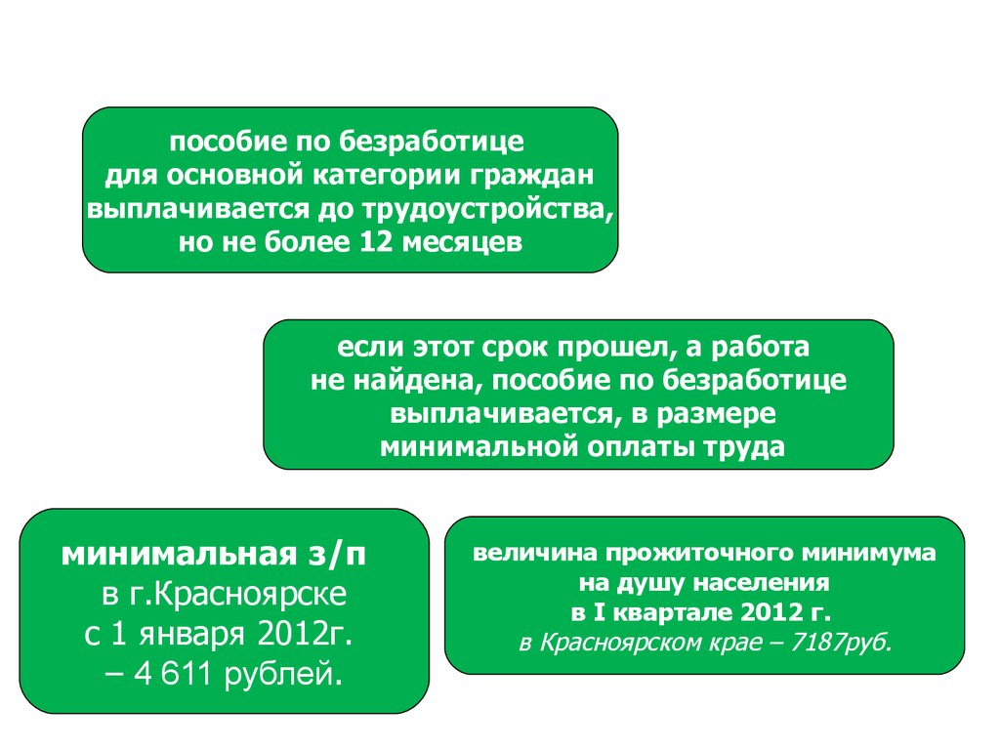 пособие по безработице
для основной категории граждан
выплачивается до трудоустройства,
но не более 12 месяцев
если этот срок прошел, а работа
не найдена, пособие по безработице
выплачивается, в размере
минимальной оплаты труда
минимальная з/п
в г.Красноярске
с 1 января 2012г.
– 4 611 рублей.
величина прожиточного минимума
на душу населения
в I квартале 2012 г.
в Красноярском крае – 7187руб.